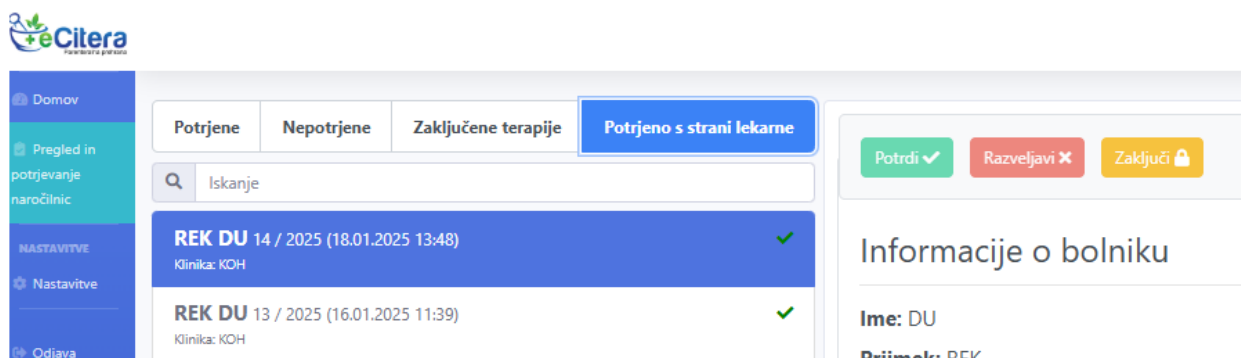 eCitera
Parenteralna prehrana
Domov
Pregled in
potrjevanje
naročilnic
NASTAVITVE
Nastavitve
Odjava
Potrjene
Nepotrjene
Zaključene terapije
Potrjeno s strani lekarne
Iskanje
REK DU 14 / 2025 (18.01.2025 13:48)
Klinika: KOH
REK DU 13 / 2025 (16.01.2025 11:39)
Klinika: KOH
Potrdi
Razveljavi
Zaključi
Informacije o bolniku
Ime: DU
Priimek: REK